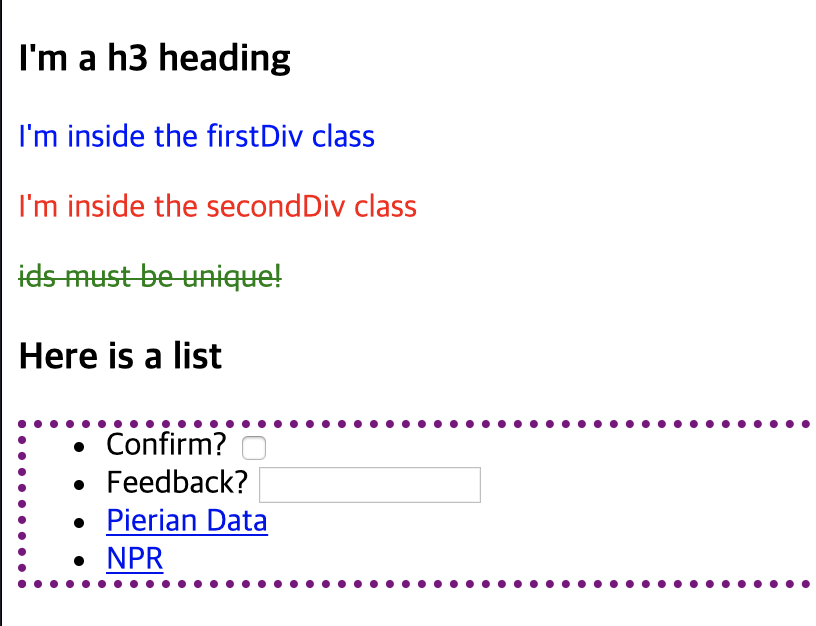 I'm a h3 heading
I'm inside the firstDiv class
I'm inside the secondDiv class
ids must be unique!
Here is a list
Confirm?
Feedback?
Pierian Data
NPR